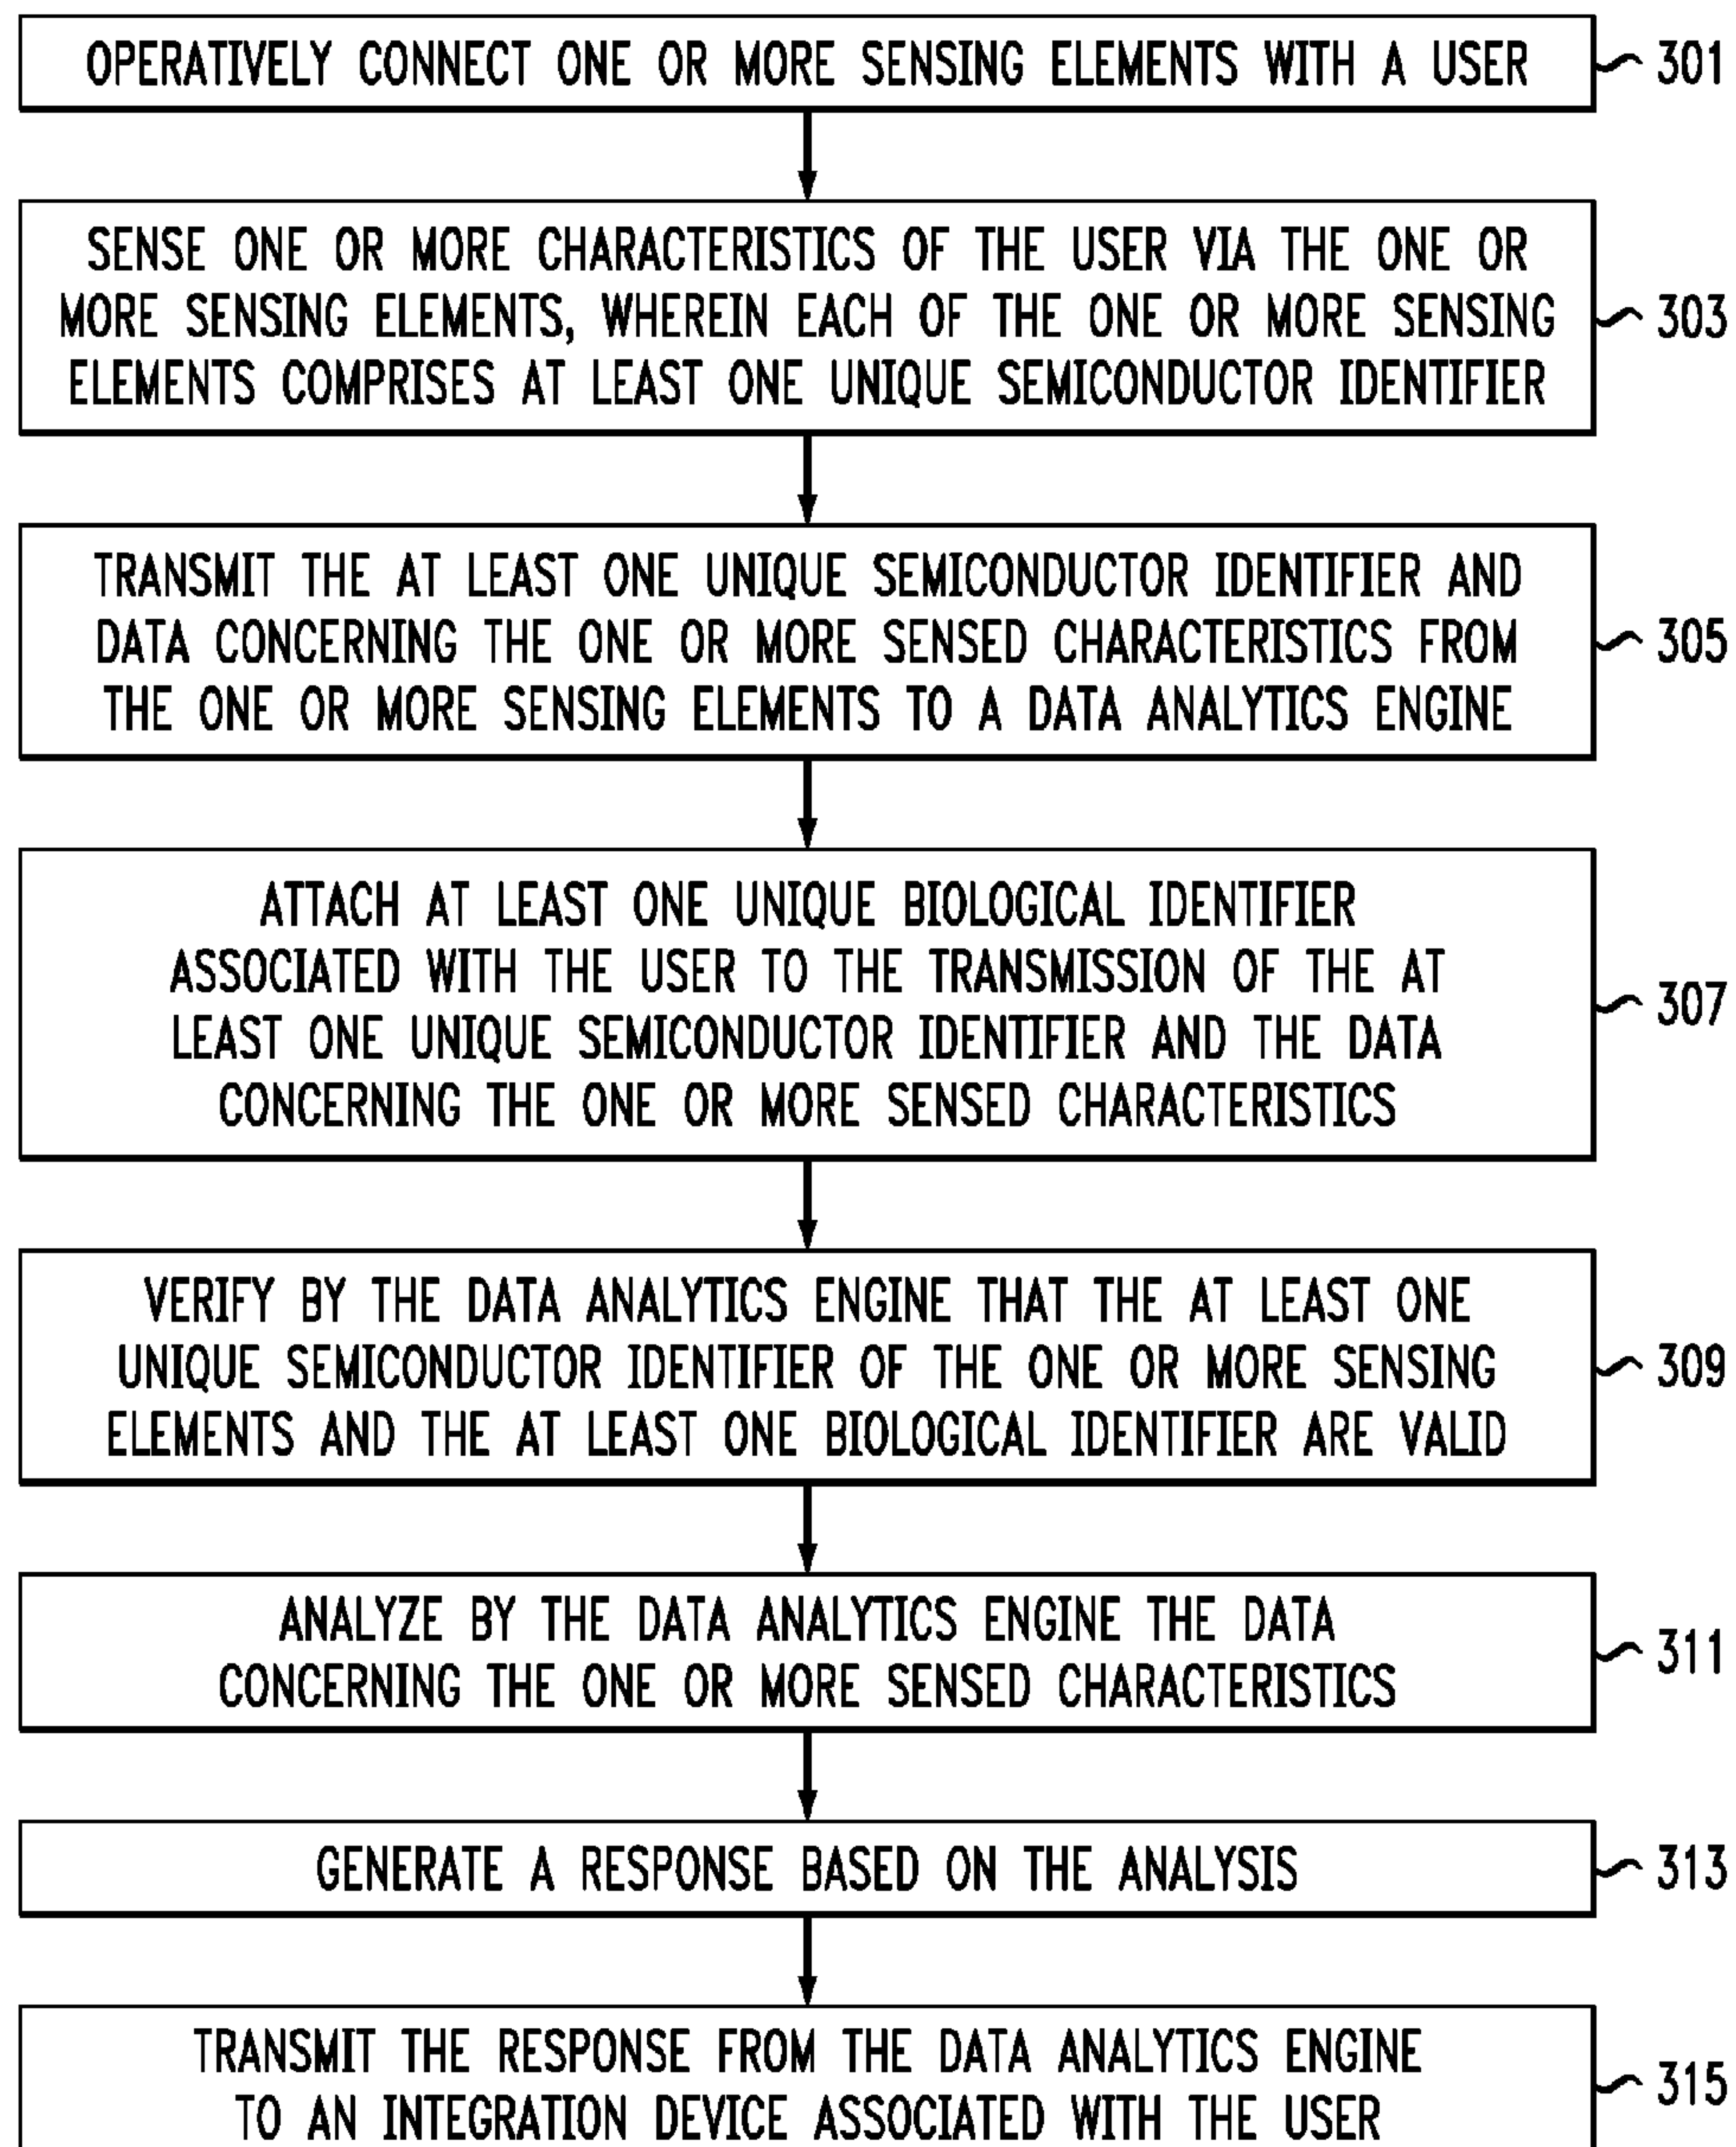 OPERATIVELY CONNECT ONE OR MORE SENSING ELEMENTS WITH A USER
301
SENSE ONE OR MORE CHARACTERISTICS OF THE USER VIA THE ONE OR
MORE SENSING ELEMENTS, WHEREIN EACH OF THE ONE OR MORE SENSING
ELEMENTS COMPRISES AT LEAST ONE UNIQUE SEMICONDUCTOR IDENTIFIER
303
TRANSMIT THE AT LEAST ONE UNIQUE SEMICONDUCTOR IDENTIFIER AND
DATA CONCERNING THE ONE OR MORE SENSED CHARACTERISTICS FROM
THE ONE OR MORE SENSING ELEMENTS TO A DATA ANALYTICS ENGINE
305
ATTACH AT LEAST ONE UNIQUE BIOLOGICAL IDENTIFIER
ASSOCIATED WITH THE USER TO THE TRANSMISSION OF THE AT
LEAST ONE UNIQUE SEMICONDUCTOR IDENTIFIER AND THE DATA
CONCERNING THE ONE OR MORE SENSED CHARACTERISTICS
307
VERIFY BY THE DATA ANALYTICS ENGINE THAT THE AT LEAST ONE
UNIQUE SEMICONDUCTOR IDENTIFIER OF THE ONE OR MORE SENSING
ELEMENTS AND THE AT LEAST ONE BIOLOGICAL IDENTIFIER ARE VALID
309
ANALYZE BY THE DATA ANALYTICS ENGINE THE DATA
CONCERNING THE ONE OR MORE SENSED CHARACTERISTICS
311
GENERATE A RESPONSE BASED ON THE ANALYSIS
313
TRANSMIT THE RESPONSE FROM THE DATA ANALYTICS ENGINE
TO AN INTEGRATION DEVICE ASSOCIATED WITH THE USER
315